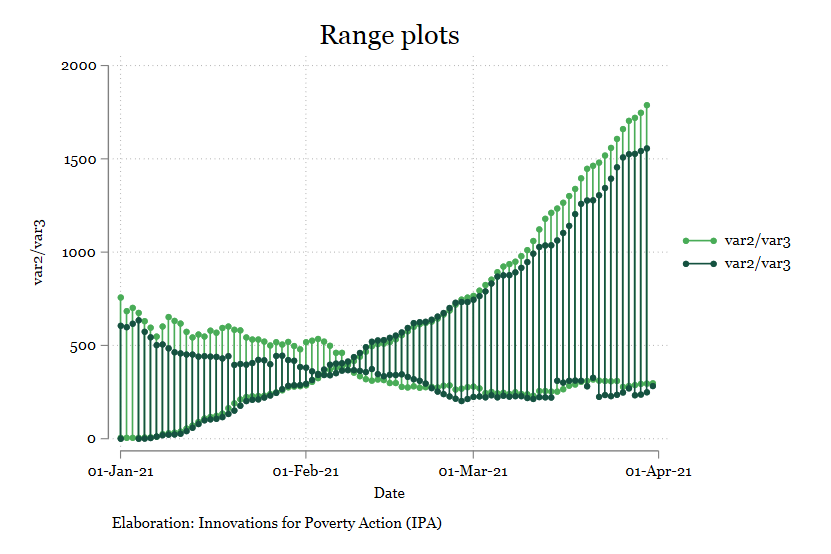 Range plots
2000
1500
1000
500
0
var2/var3
01-Jan-21
01-Feb-21
01-Mar-21
01-Apr-21
Date
var2/var3
var2/var3
Elaboration: Innovations for Poverty Action (IPA)